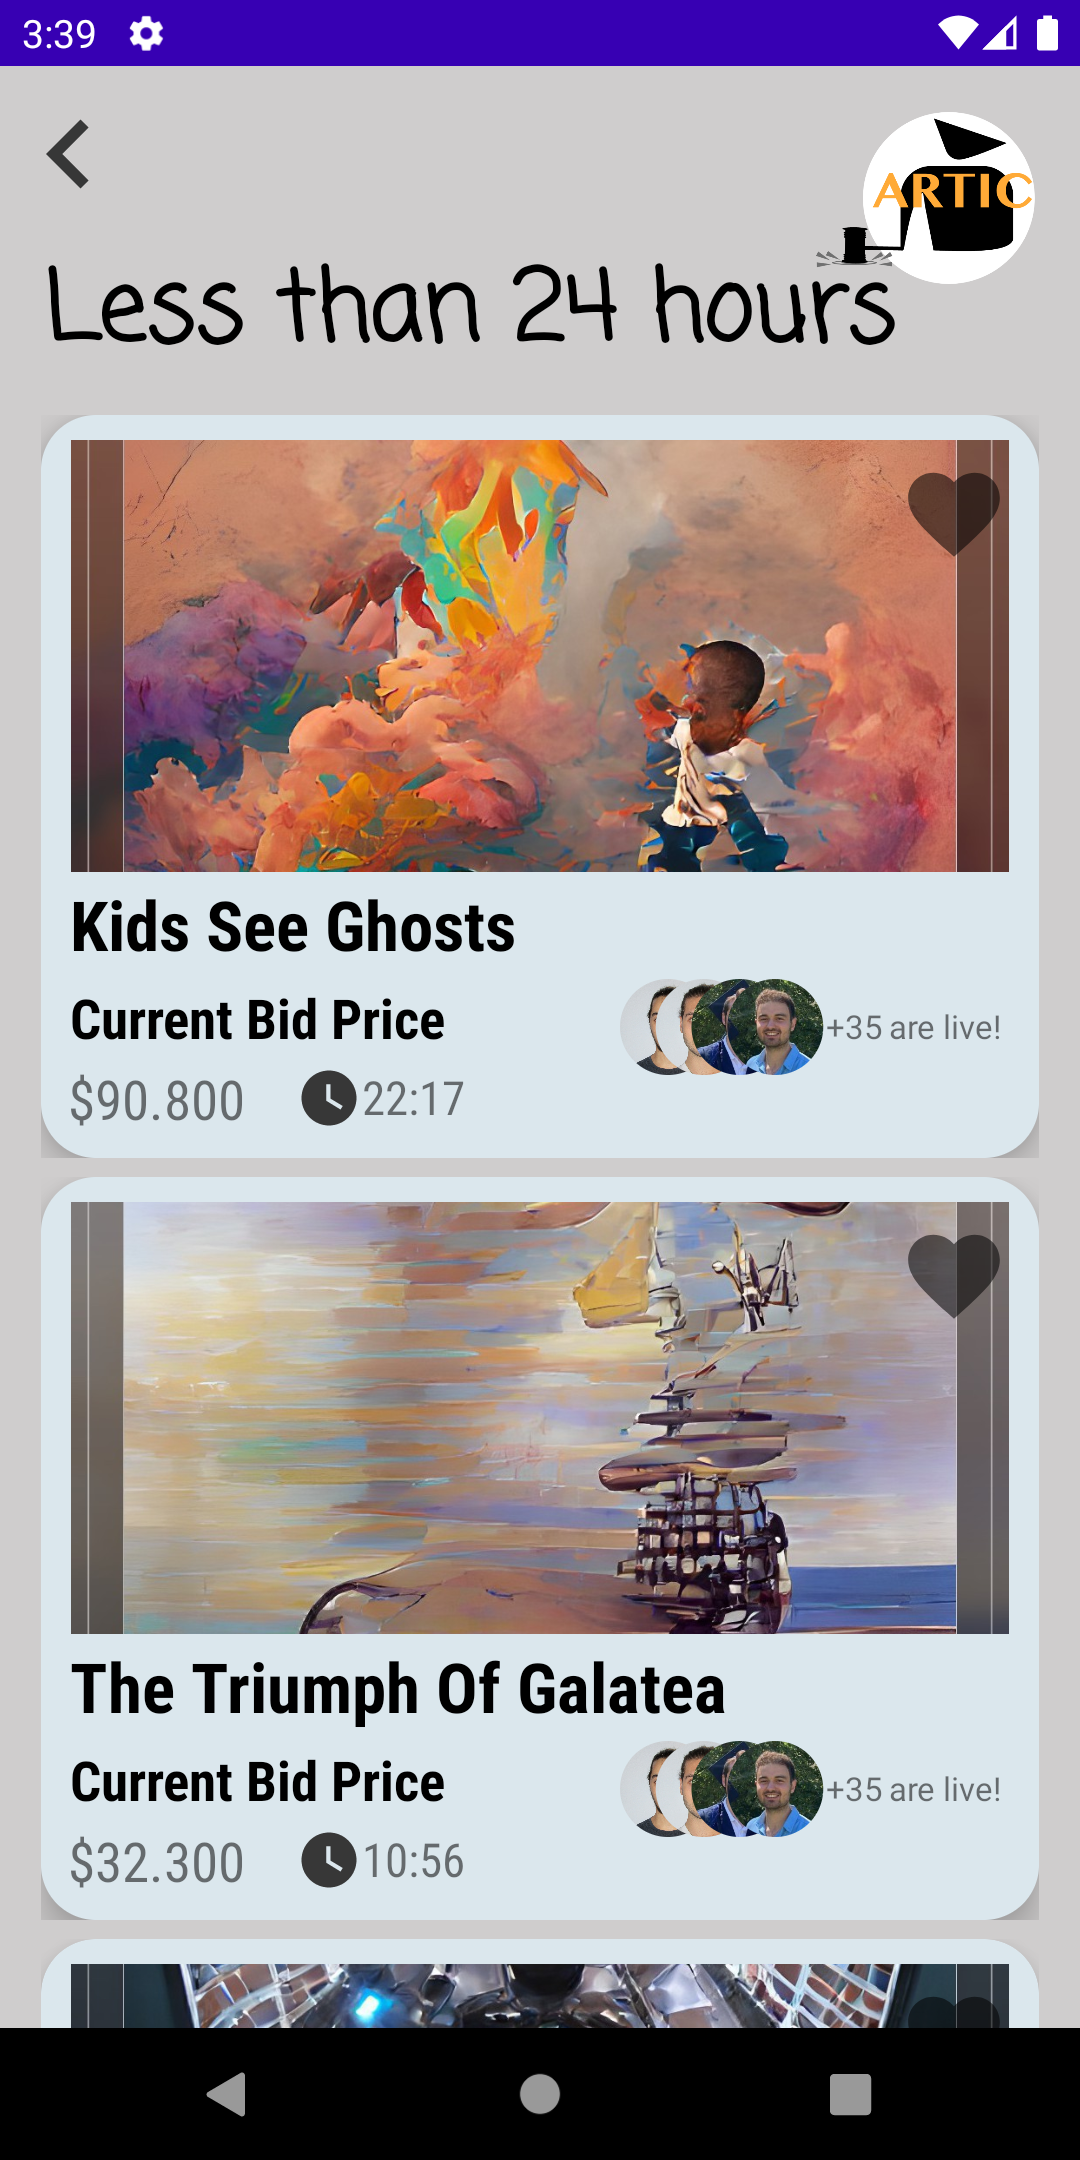 3:39
ARTIC
Less than 24 hours
Kids See Ghosts
Current Bid Price
+35 are live!
$90.800
22:17
The Triumph Of Galatea
Current Bid Price
+35 are live!
$32.300
10:56